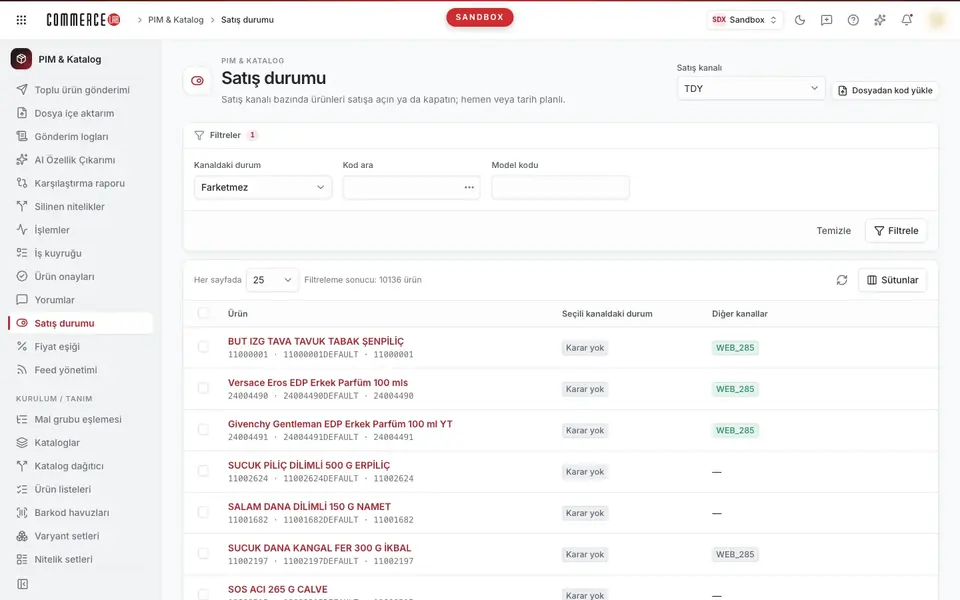 COMMERCE
PIM & Katalog
Satış durumu
SANDBOX
SDX Sandbox
PIM & Katalog
Toplu ürün gönderimi
Dosya içe aktarım
Gönderim logları
AI Özellik Çıkarımı
Karşılaştırma raporu
Silinen nitelikler
İşlemler
İş kuyruğu
Ürün onayları
Yorumlar
Satış durumu
Fiyat eşiği
Feed yönetimi
KURULUM / TANIM
Mal grubu eşlemesi
Kataloglar
Katalog dağıtıcı
Ürün listeleri
Barkod havuzları
Varyant setleri
Nitelik setleri
PIM & KATALOG
Satış durumu
Satış kanalı bazında ürünleri satışa açın ya da kapatın; hemen veya tarih planlı.
Satış kanalı
TDY
Dosyadan kod yükle
Filtreler 1
Kanaldaki durum
Farketmez
Kod ara
Model kodu
Temizle
Filtrele
Her sayfada 25 Filtreleme sonucu: 10136 ürün
Sütunlar
Ürün Seçili kanaldaki durum Diğer kanallar
BUT IZG TAVA TAVUK TABAK ŞENPİLİÇ
11000001 · 11000001DEFAULT · 11000001
Karar yok
WEB_285
Versace Eros EDP Erkek Parfüm 100 mls
24004490 · 24004490DEFAULT · 24004490
Karar yok
WEB_285
Givenchy Gentleman EDP Erkek Parfüm 100 ml YT
24004491 · 24004491DEFAULT · 24004491
Karar yok
WEB_285
SUCUK PİLİÇ DİLİMLİ 500 G ERPİLİÇ
11002624 · 11002624DEFAULT · 11002624
Karar yok
—
SALAM DANA DİLİMLİ 150 G NAMET
11001682 · 11001682DEFAULT · 11001682
Karar yok
—
SUCUK DANA KANGAL FER 300 G İKBAL
11002197 · 11002197DEFAULT · 11002197
Karar yok
WEB_285
SOS ACI 265 G CALVE
Karar yok
—